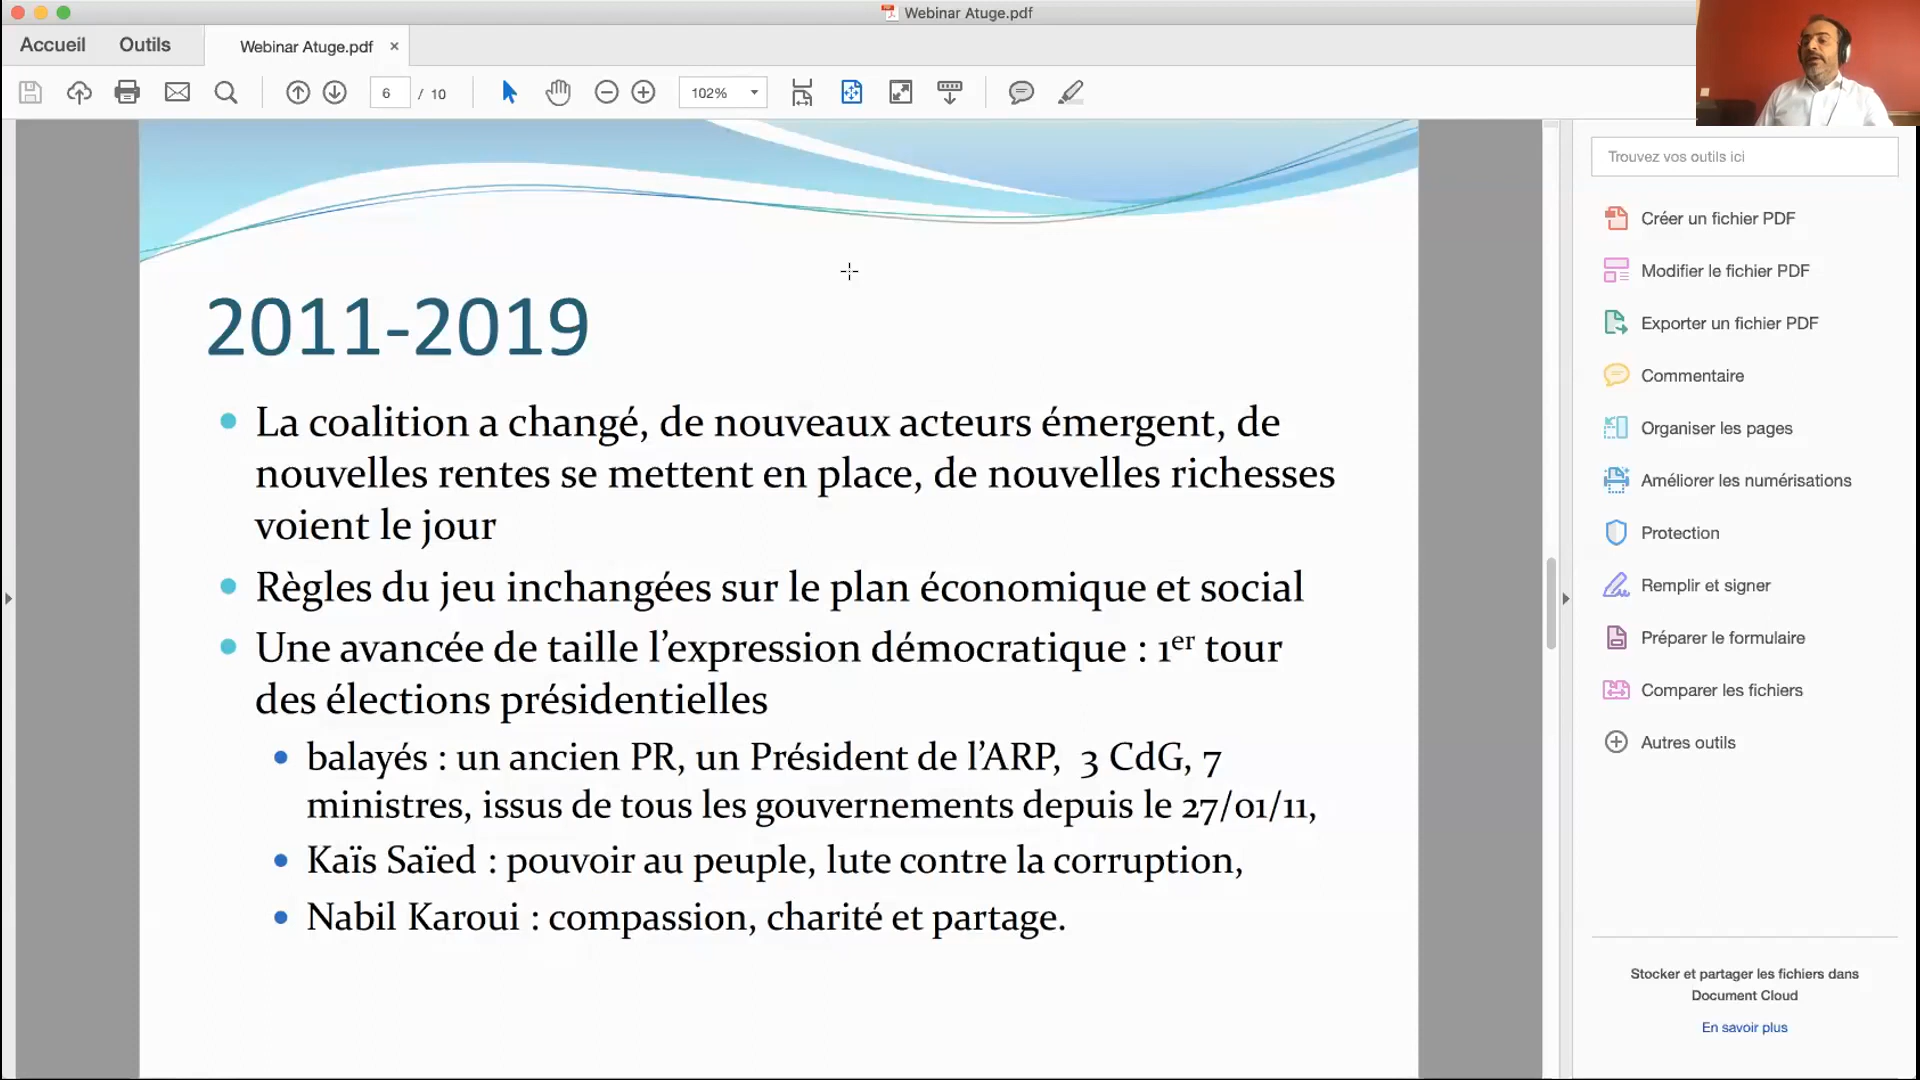 Webinar Atuge.pdf
Accueil
Outils
Webinar Atuge.pdf ×
6 / 10
102%
2011-2019
La coalition a changé, de nouveaux acteurs émergent, de
nouvelles rentes se mettent en place, de nouvelles richesses
voient le jour
Règles du jeu inchangées sur le plan économique et social
Une avancée de taille l’expression démocratique : 1er tour
des élections présidentielles
balayés : un ancien PR, un Président de l’ARP, 3 CdG, 7
ministres, issus de tous les gouvernements depuis le 27/01/11,
Kaïs Saïed : pouvoir au peuple, lute contre la corruption,
Nabil Karoui : compassion, charité et partage.
Trouvez vos outils ici
Créer un fichier PDF
Modifier le fichier PDF
Exporter un fichier PDF
Commentaire
Organiser les pages
Améliorer les numérisations
Protection
Remplir et signer
Préparer le formulaire
Comparer les fichiers
Autres outils
Stocker et partager les fichiers dans
Document Cloud
En savoir plus